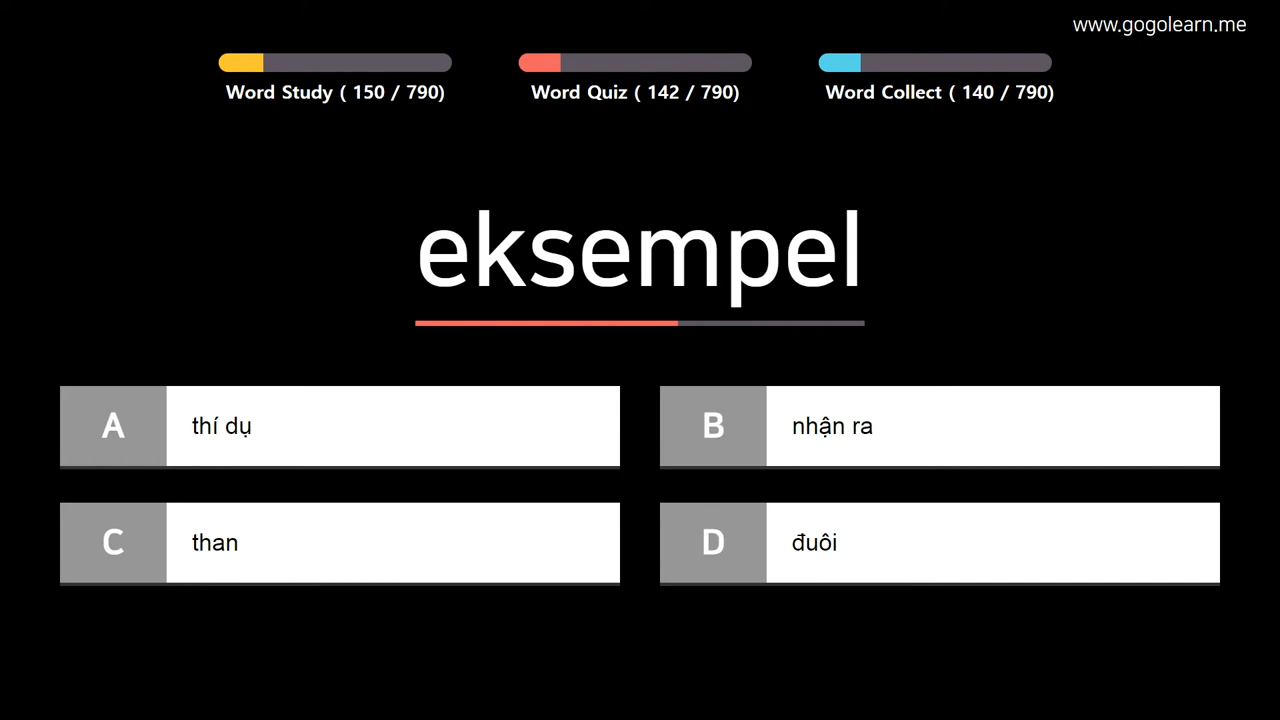 www.gogolearn.me
Word Study ( 150 / 790)
Word Quiz ( 142 / 790)
Word Collect ( 140 / 790)
eksempel
A thí dụ
B nhận ra
C than
D đuôi